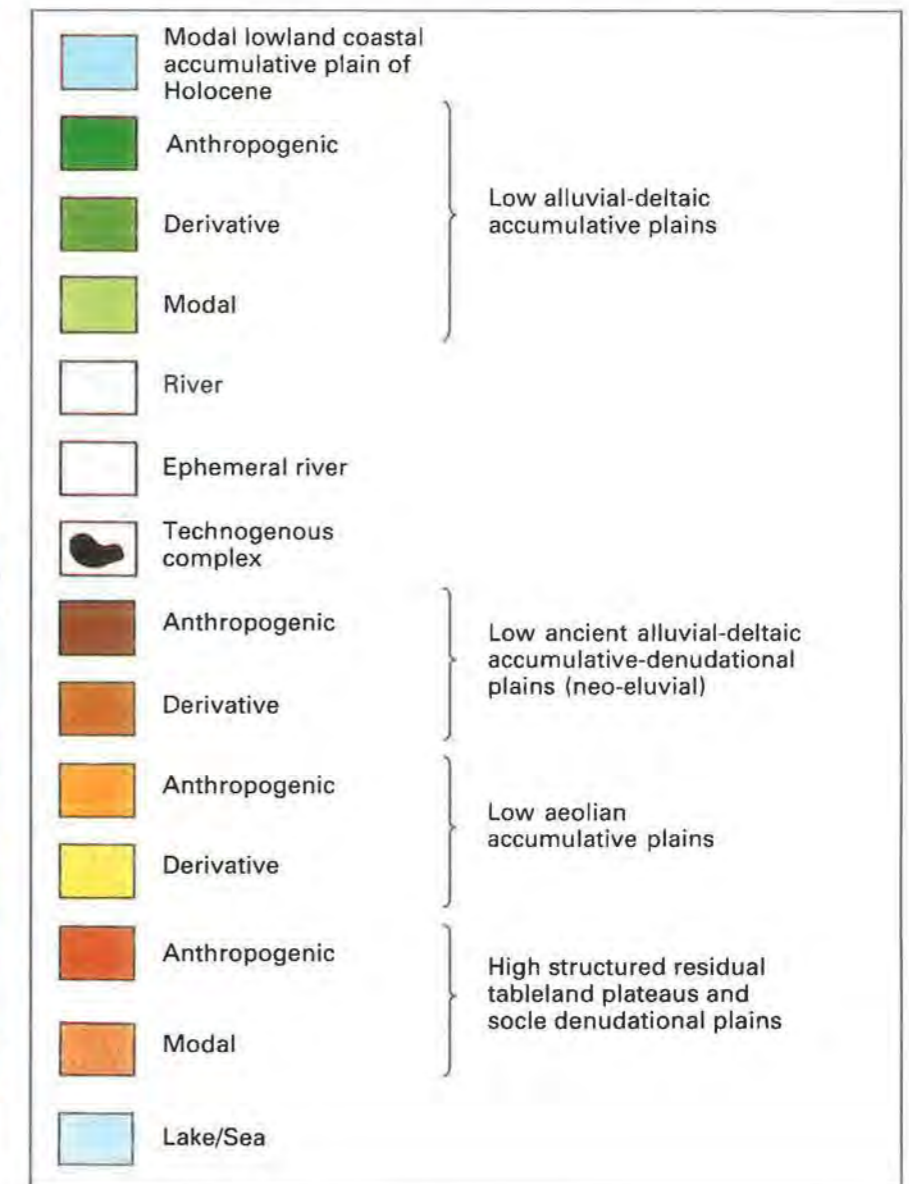 Modal lowland coastal
accumulative plain of
Holocene
Anthropogenic
Derivative
Modal
Low alluvial-deltaic
accumulative plains
River
Ephemeral river
Technogenous
complex
Anthropogenic
Derivative
Low ancient alluvial-deltaic
accumulative-denudational
plains (neo-eluvial)
Anthropogenic
Derivative
Low aeolian
accumulative plains
Anthropogenic
Modal
High structured residual
tableland plateaus and
socle denudational plains
Lake/Sea